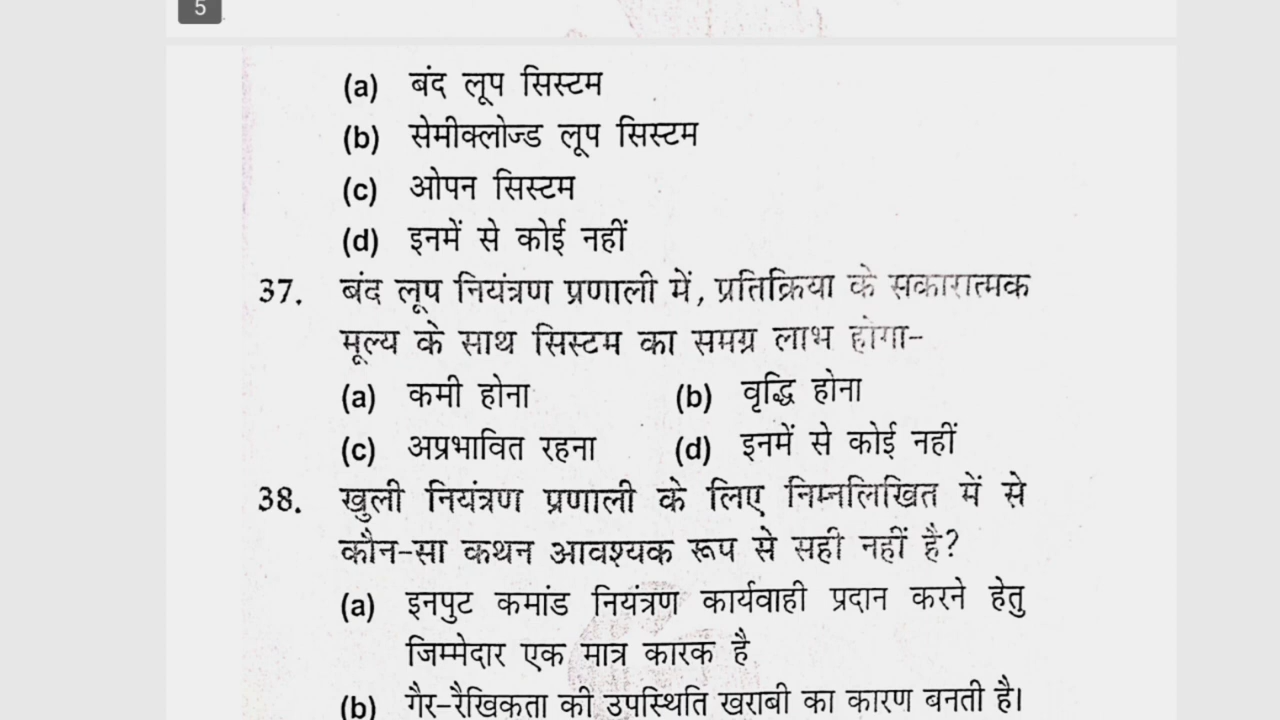 5
(a) बंद लूप सिस्टम
(b) सेमीक्लोज्ड लूप सिस्टम
(c) ओपन सिस्टम
(d) इनमें से कोई नहीं
37. बंद लूप नियंत्रण प्रणाली में, प्रतिक्रिया के सकारात्मक
मूल्य के साथ सिस्टम का समग्र लाभ होगा-
(a) कमी होना (b) वृद्धि होना
(c) अप्रभावित रहना (d) इनमें से कोई नहीं
38. खुली नियंत्रण प्रणाली के लिए निम्नलिखित में से
कौन-सा कथन आवश्यक रूप से सही नहीं है?
(a) इनपुट कमांड नियंत्रण कार्यवाही प्रदान करने हेतु
जिम्मेदार एक मात्र कारक है
(b) गैर-रैखिकता की उपस्थिति खराबी का कारण बनती है।